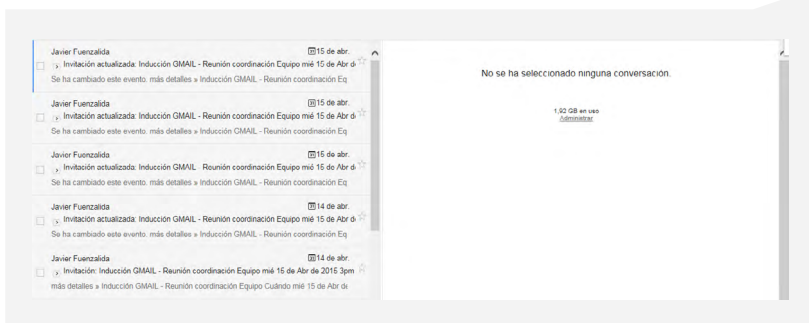 Javier Fuenzalida 15 de abr.
Invitación actualizada: Inducción GMAIL - Reunión coordinación Equipo mié 15 de Abr d
Se ha cambiado este evento. más detalles » Inducción GMAIL - Reunión coordinación Eq
Javier Fuenzalida 15 de abr.
Invitación actualizada: Inducción GMAIL - Reunión coordinación Equipo mié 15 de Abr d
Se ha cambiado este evento. más detalles » Inducción GMAIL - Reunión coordinación Eq
Javier Fuenzalida 15 de abr.
Invitación actualizada: Inducción GMAIL - Reunión coordinación Equipo mié 15 de Abr d
Se ha cambiado este evento. más detalles » Inducción GMAIL - Reunión coordinación Eq
Javier Fuenzalida 14 de abr.
Invitación actualizada: Inducción GMAIL - Reunión coordinación Equipo mié 15 de Abr d
Se ha cambiado este evento. más detalles » Inducción GMAIL - Reunión coordinación Eq
Javier Fuenzalida 14 de abr.
Invitación: Inducción GMAIL - Reunión coordinación Equipo mié 15 de Abr de 2015 3pm
más detalles » Inducción GMAIL - Reunión coordinación Equipo Cuándo mié 15 de Abr de
No se ha seleccionado ninguna conversación.
1,92 GB en uso
Administrar